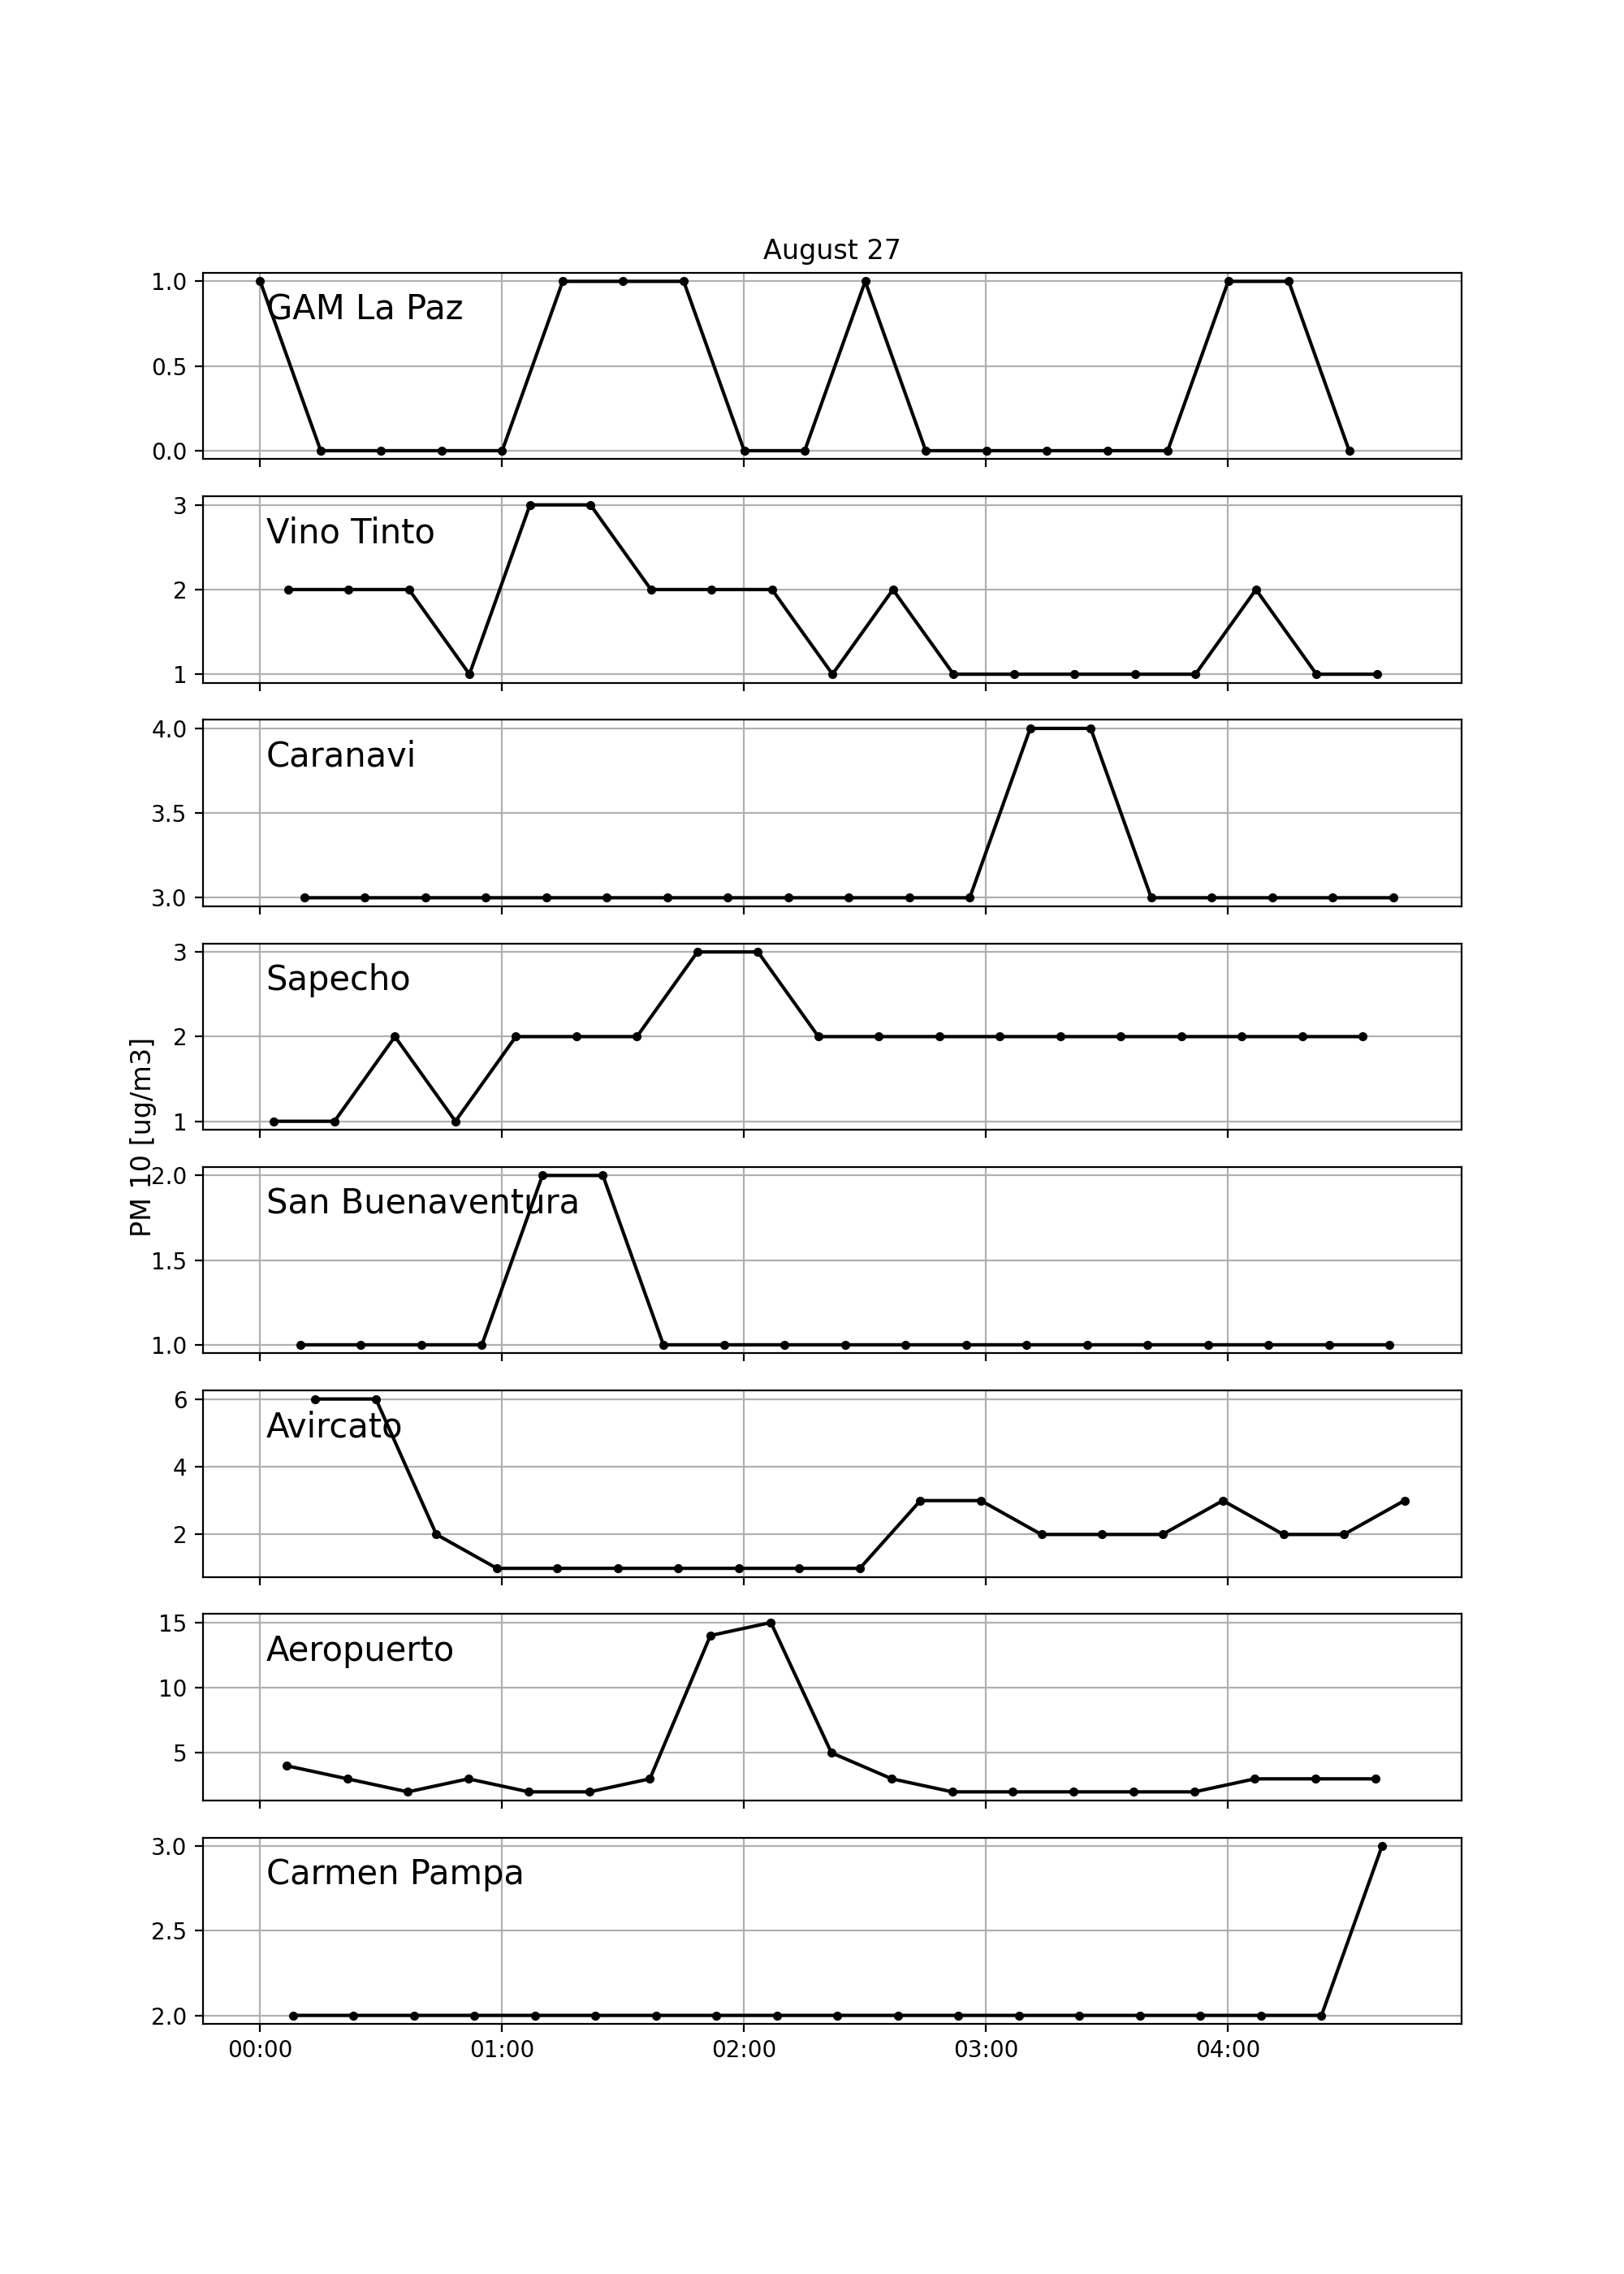 August 27
1.0
GAM La Paz
0.5
0.0
3
Vino Tinto
2
1
4.0
Caranavi
3.5
3.0
3
Sapecho
2
1
PM 10 [ug/m3]
2.0
San Buenaventura
1.5
1.0
6
Avircato
4
2
15
Aeropuerto
10
5
3.0
Carmen Pampa
2.5
2.0
00:00 01:00 02:00 03:00 04:00